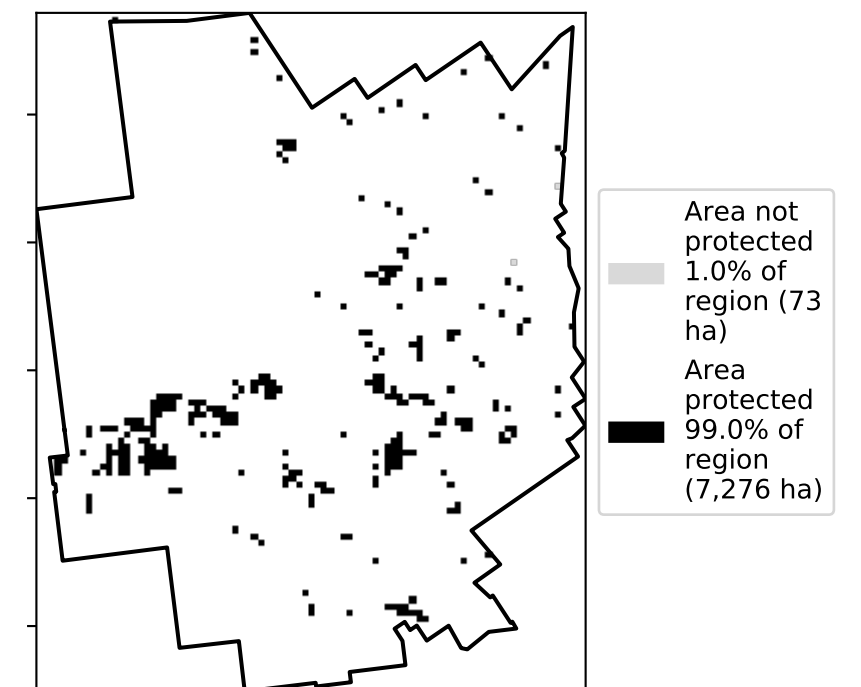 Area not
protected
1.0% of
region (73
ha)
Area
protected
99.0% of
region
(7,276 ha)